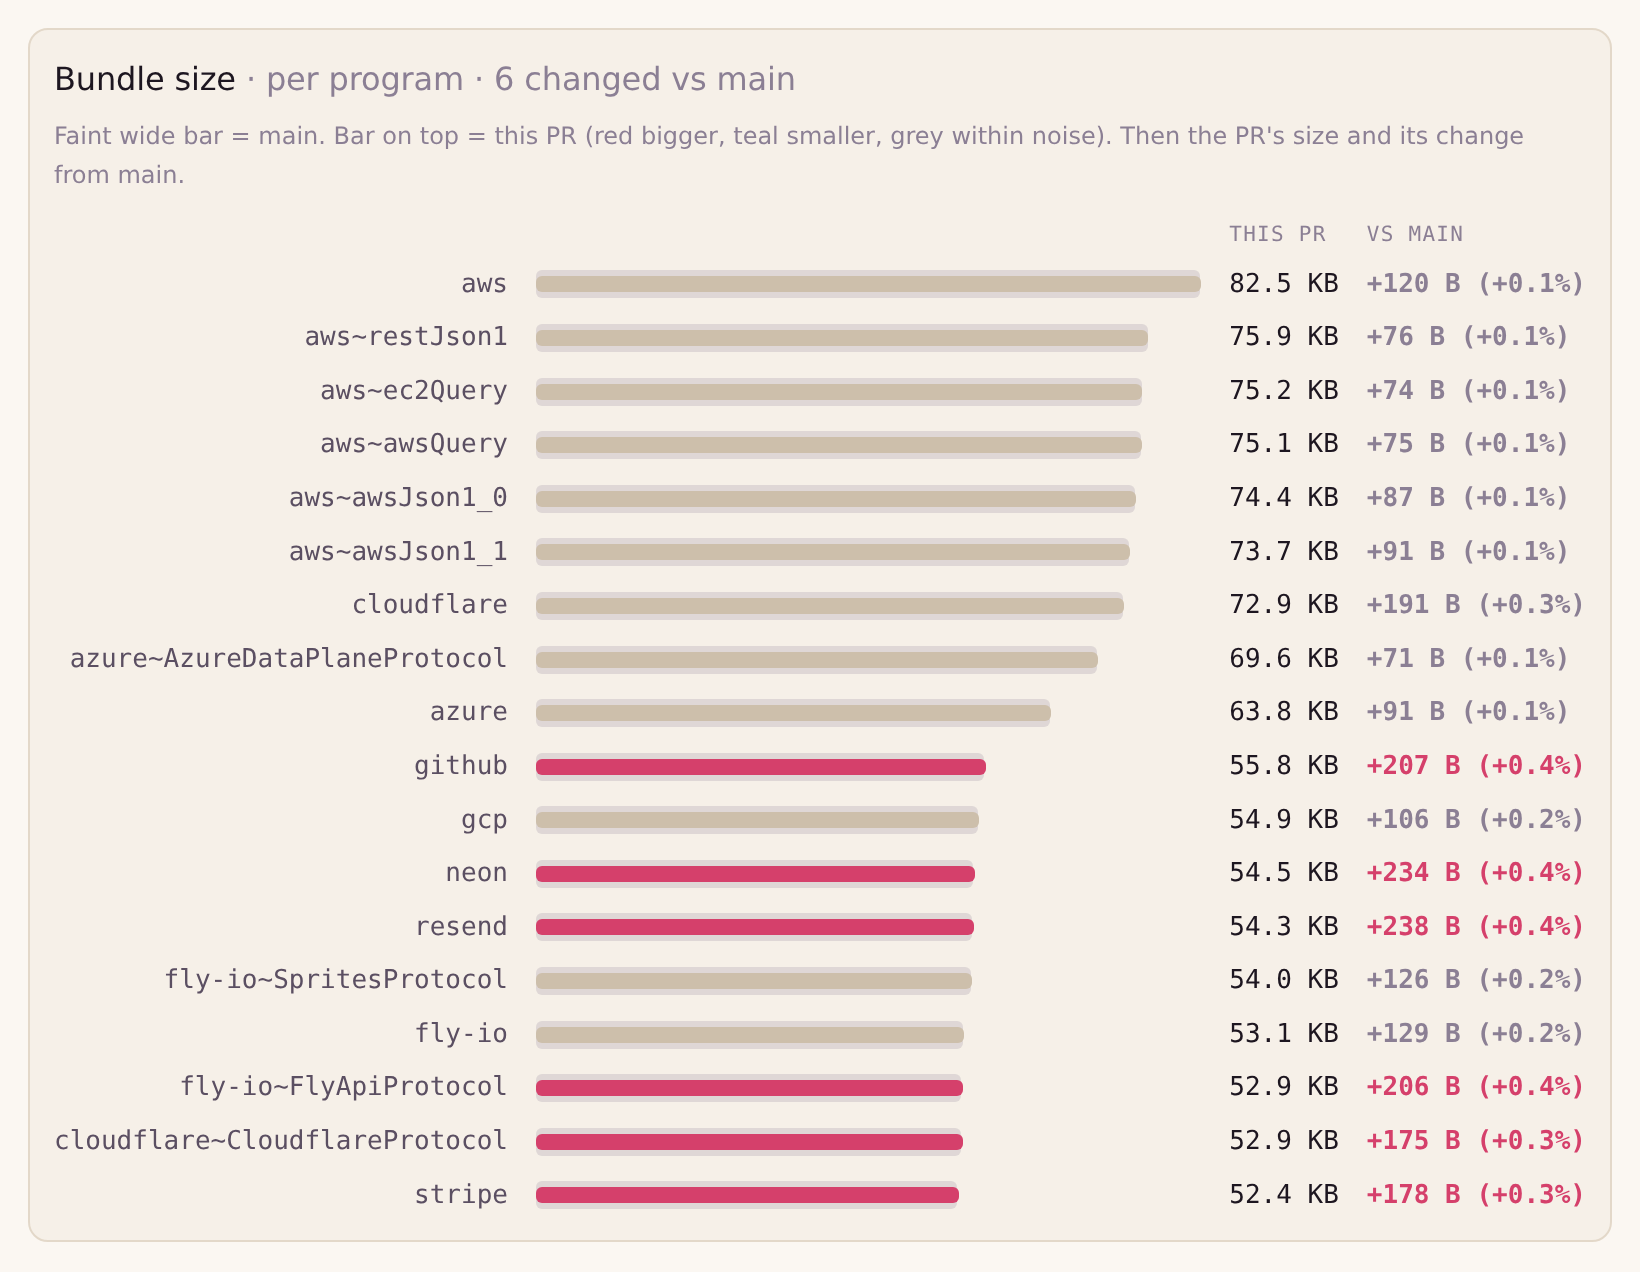 Bundle size · per program · 6 changed vs main
Faint wide bar = main. Bar on top = this PR (red bigger, teal smaller, grey within noise). Then the PR's size and its change
from main.
THIS PR VS MAIN
aws 82.5 KB +120 B (+0.1%)
aws~restJson1 75.9 KB +76 B (+0.1%)
aws~ec2Query 75.2 KB +74 B (+0.1%)
aws~awsQuery 75.1 KB +75 B (+0.1%)
aws~awsJson1_0 74.4 KB +87 B (+0.1%)
aws~awsJson1_1 73.7 KB +91 B (+0.1%)
cloudflare 72.9 KB +191 B (+0.3%)
azure~AzureDataPlaneProtocol 69.6 KB +71 B (+0.1%)
azure 63.8 KB +91 B (+0.1%)
github 55.8 KB +207 B (+0.4%)
gcp 54.9 KB +106 B (+0.2%)
neon 54.5 KB +234 B (+0.4%)
resend 54.3 KB +238 B (+0.4%)
fly-io~SpritesProtocol 54.0 KB +126 B (+0.2%)
fly-io 53.1 KB +129 B (+0.2%)
fly-io~FlyApiProtocol 52.9 KB +206 B (+0.4%)
cloudflare~CloudflareProtocol 52.9 KB +175 B (+0.3%)
stripe 52.4 KB +178 B (+0.3%)